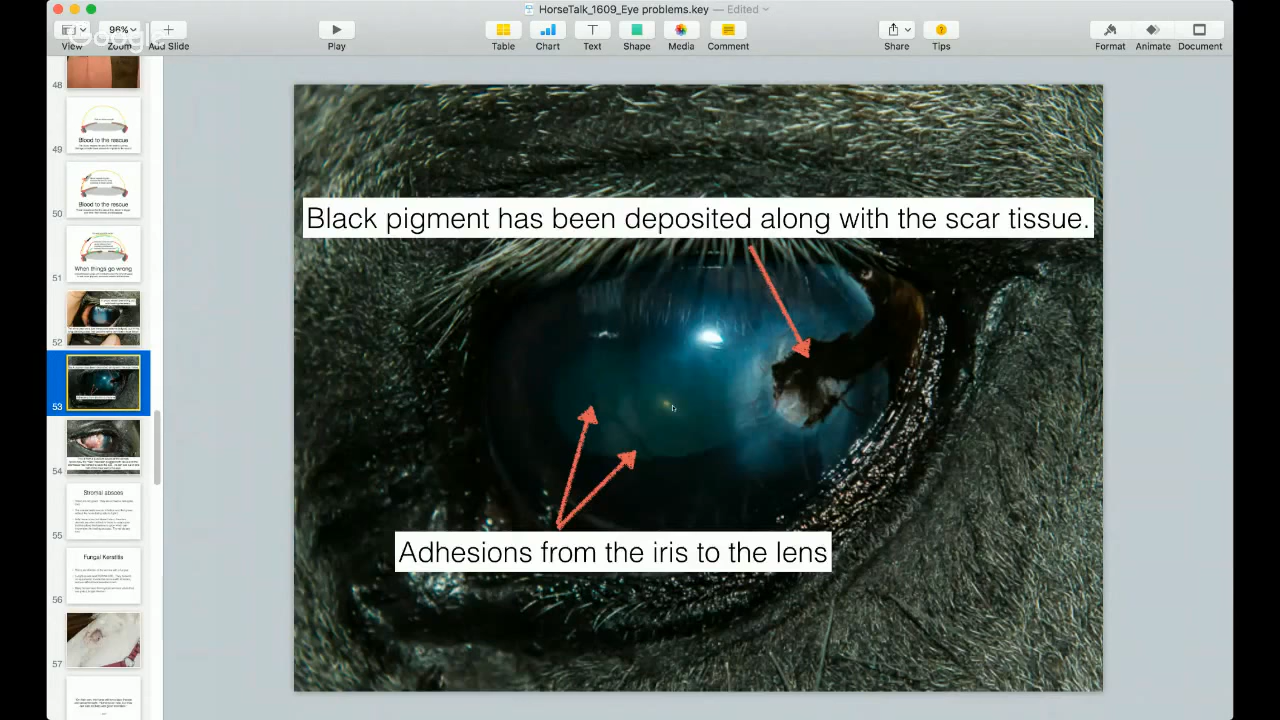 HorseTalk_1609_Eye problems.key — Edited
96%
View Zoom Add Slide Play Table Chart Text Shape Media Comment Share Tips Format Animate Document
Google
48
49
Blood to the rescue
50
Blood to the rescue
51
When things go wrong
52
53
54
55
Stromal abscess
56
Fungal Keratitis
57
Black pigment has been deposited along with the scar tissue.
Adhesions from the iris to the lens